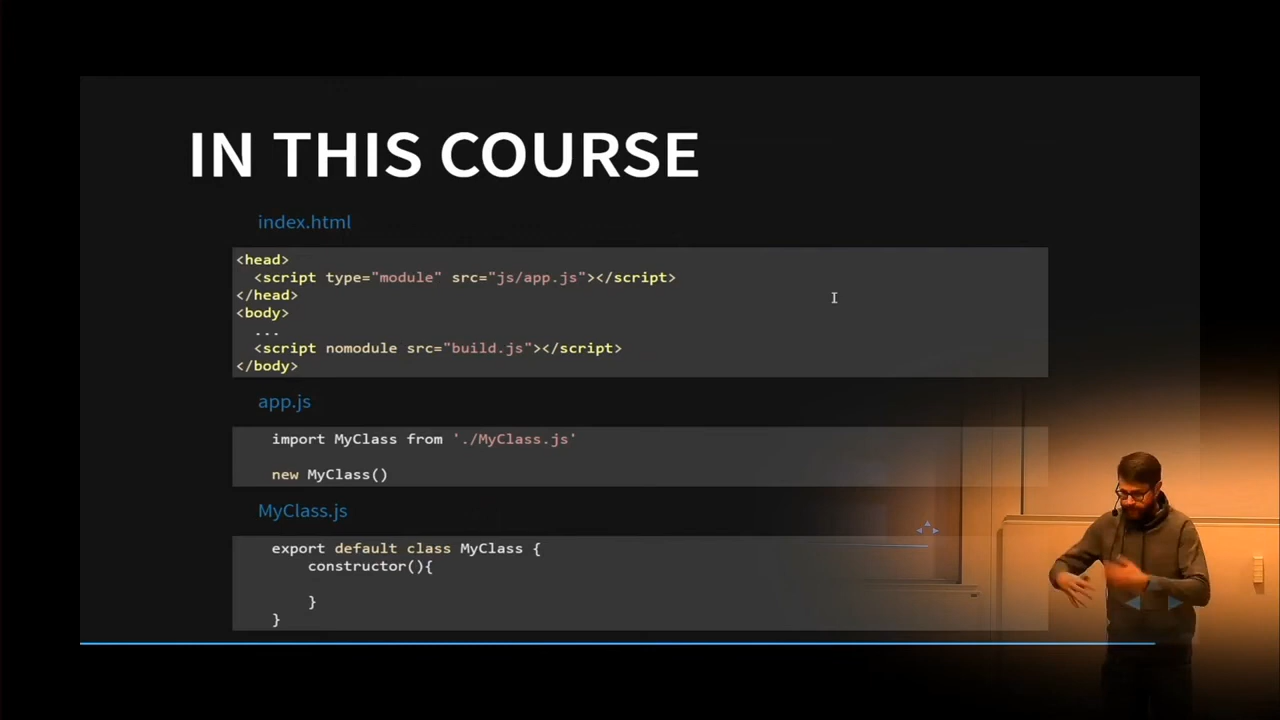 IN THIS COURSE
index.html
<head>
  <script type="module" src="js/app.js"></script>
</head>
<body>
  ...
  <script nomodule src="build.js"></script>
</body>
app.js
import MyClass from './MyClass.js'
new MyClass()
MyClass.js
export default class MyClass {
    constructor(){
    }
}